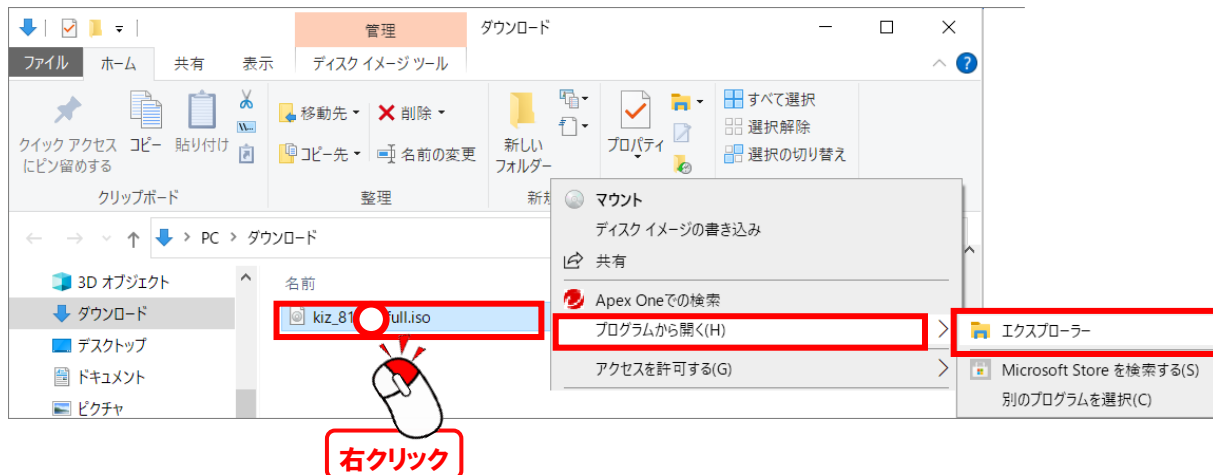 管理
ダウンロード
ファイル ホーム 共有 表示 ディスク イメージ ツール
クイック アクセス
にピン留めする
コピー
貼り付け
移動先
コピー先
削除
名前の変更
新しい
フォルダー
プロパティ
すべて選択
選択解除
選択の切り替え
クリップボード
整理
新規
PC > ダウンロード
3D オブジェクト
ダウンロード
デスクトップ
ドキュメント
ピクチャ
名前
kiz_81 full.iso
マウント
ディスク イメージの書き込み
共有
Apex Oneでの検索
プログラムから開く(H)
アクセスを許可する(G)
エクスプローラー
Microsoft Store を検索する(S)
別のプログラムを選択(C)
右クリック